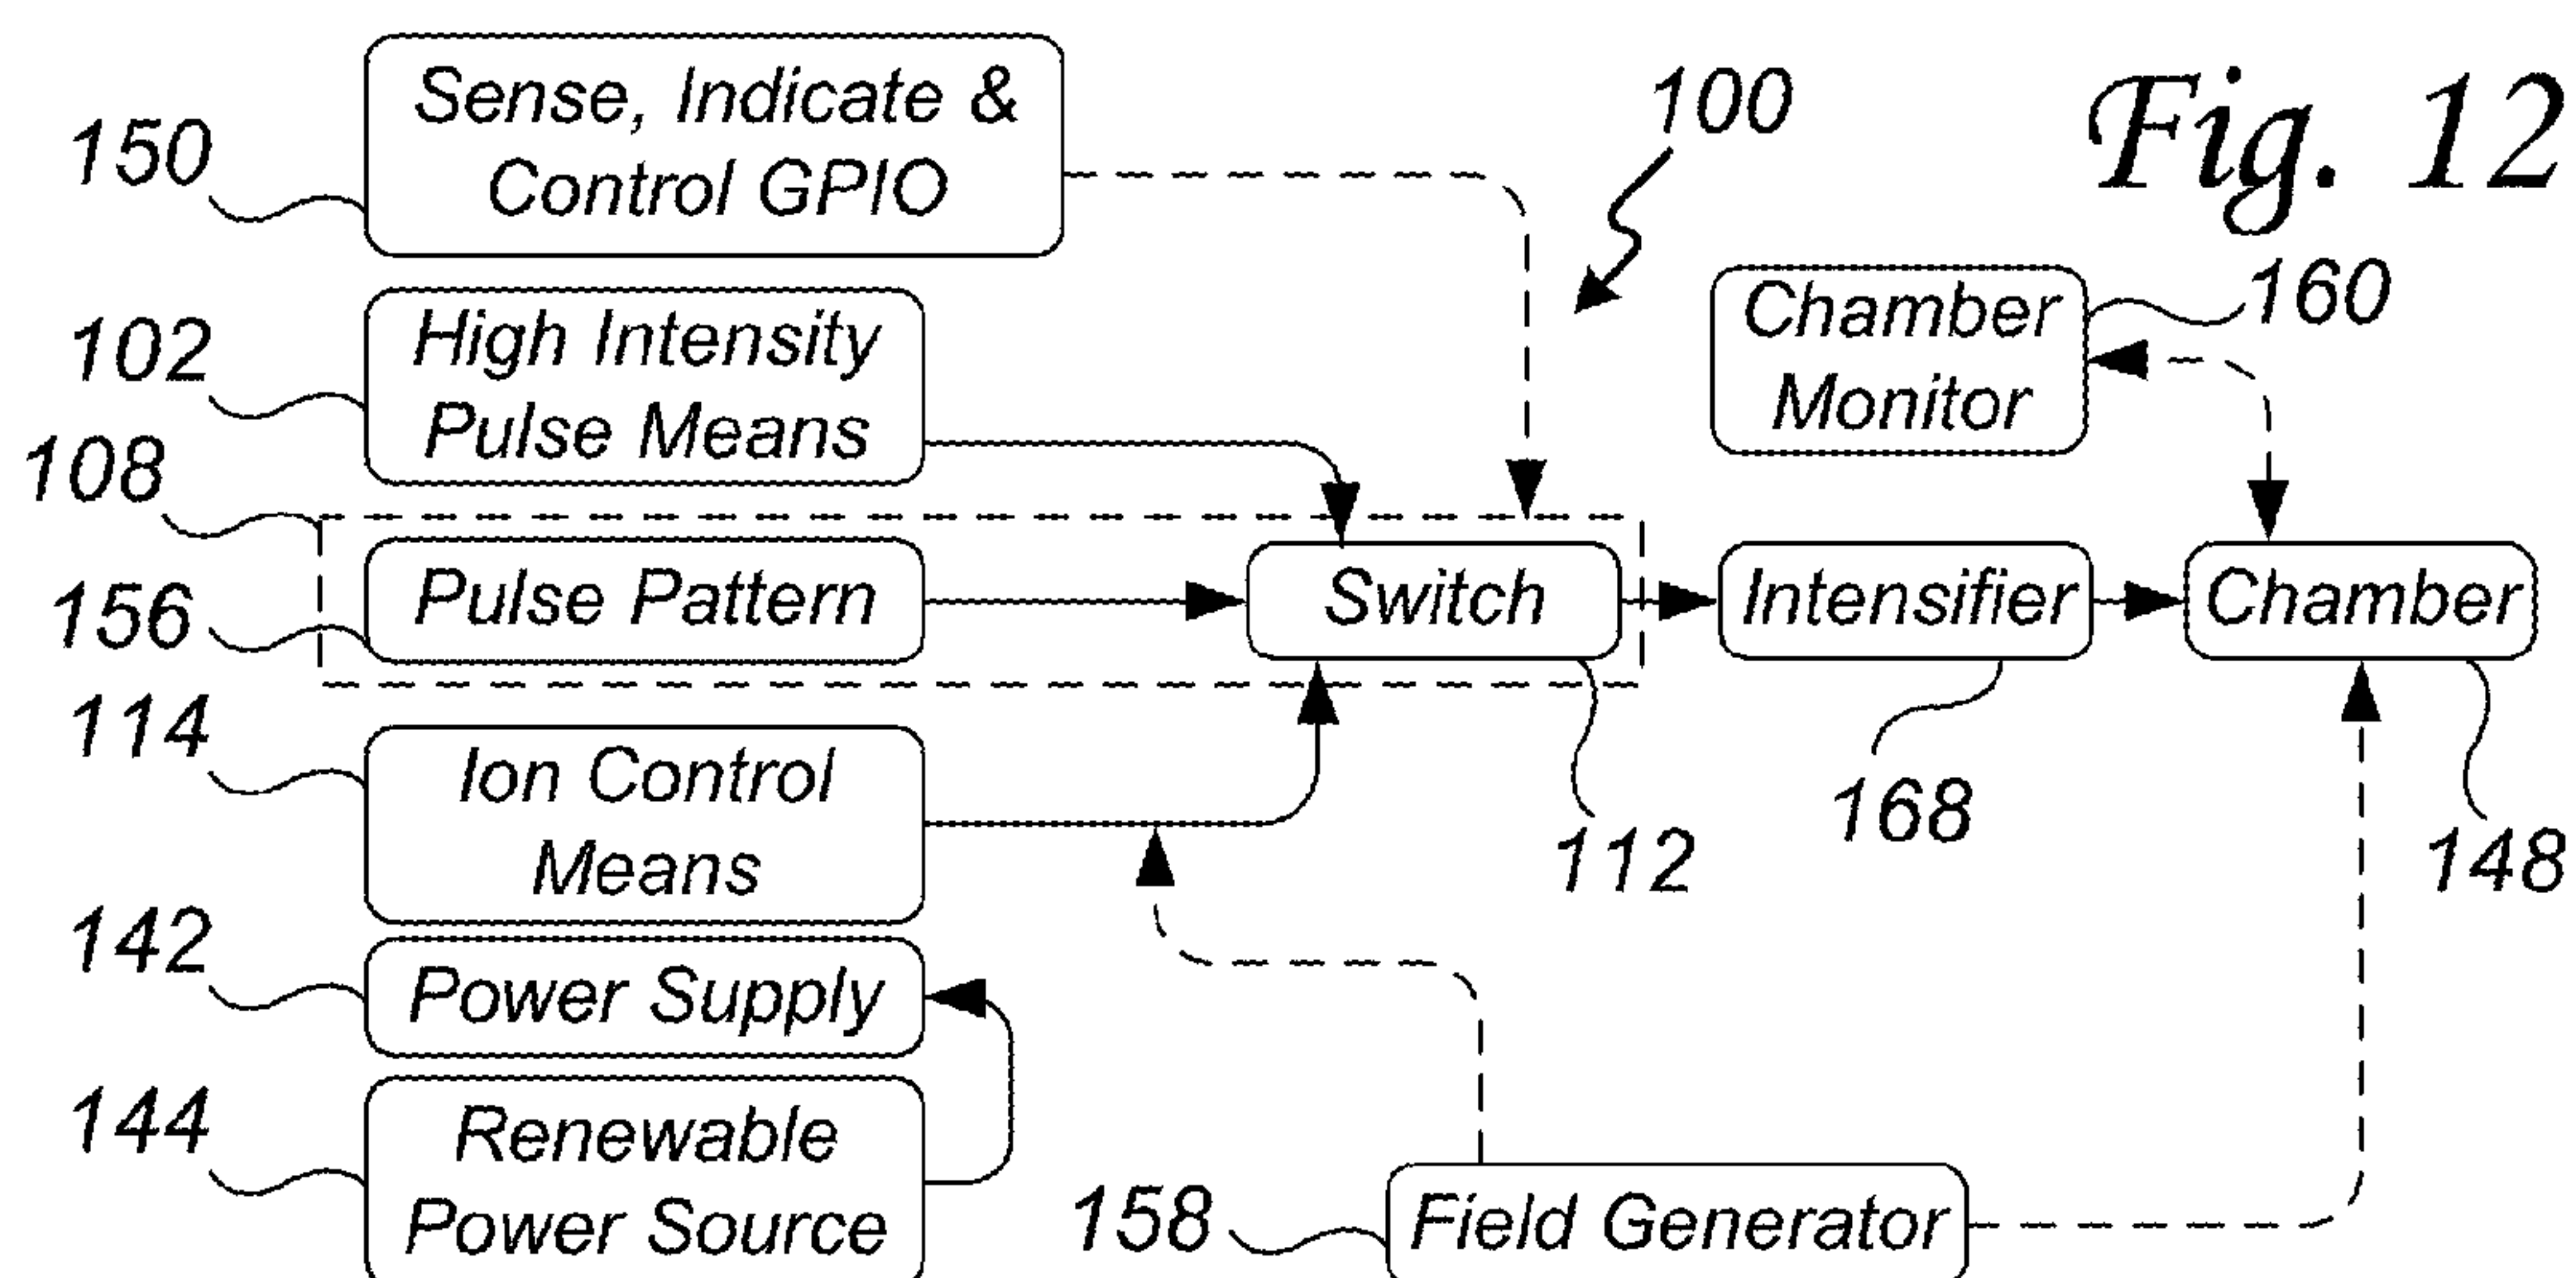 Fig. 12
100
150
Sense, Indicate &
Control GPIO
102
High Intensity
Pulse Means
108
160
Chamber
Monitor
156
Pulse Pattern
Switch
Intensifier
Chamber
112
168
148
114
Ion Control
Means
142
Power Supply
144
Renewable
Power Source
158
Field Generator